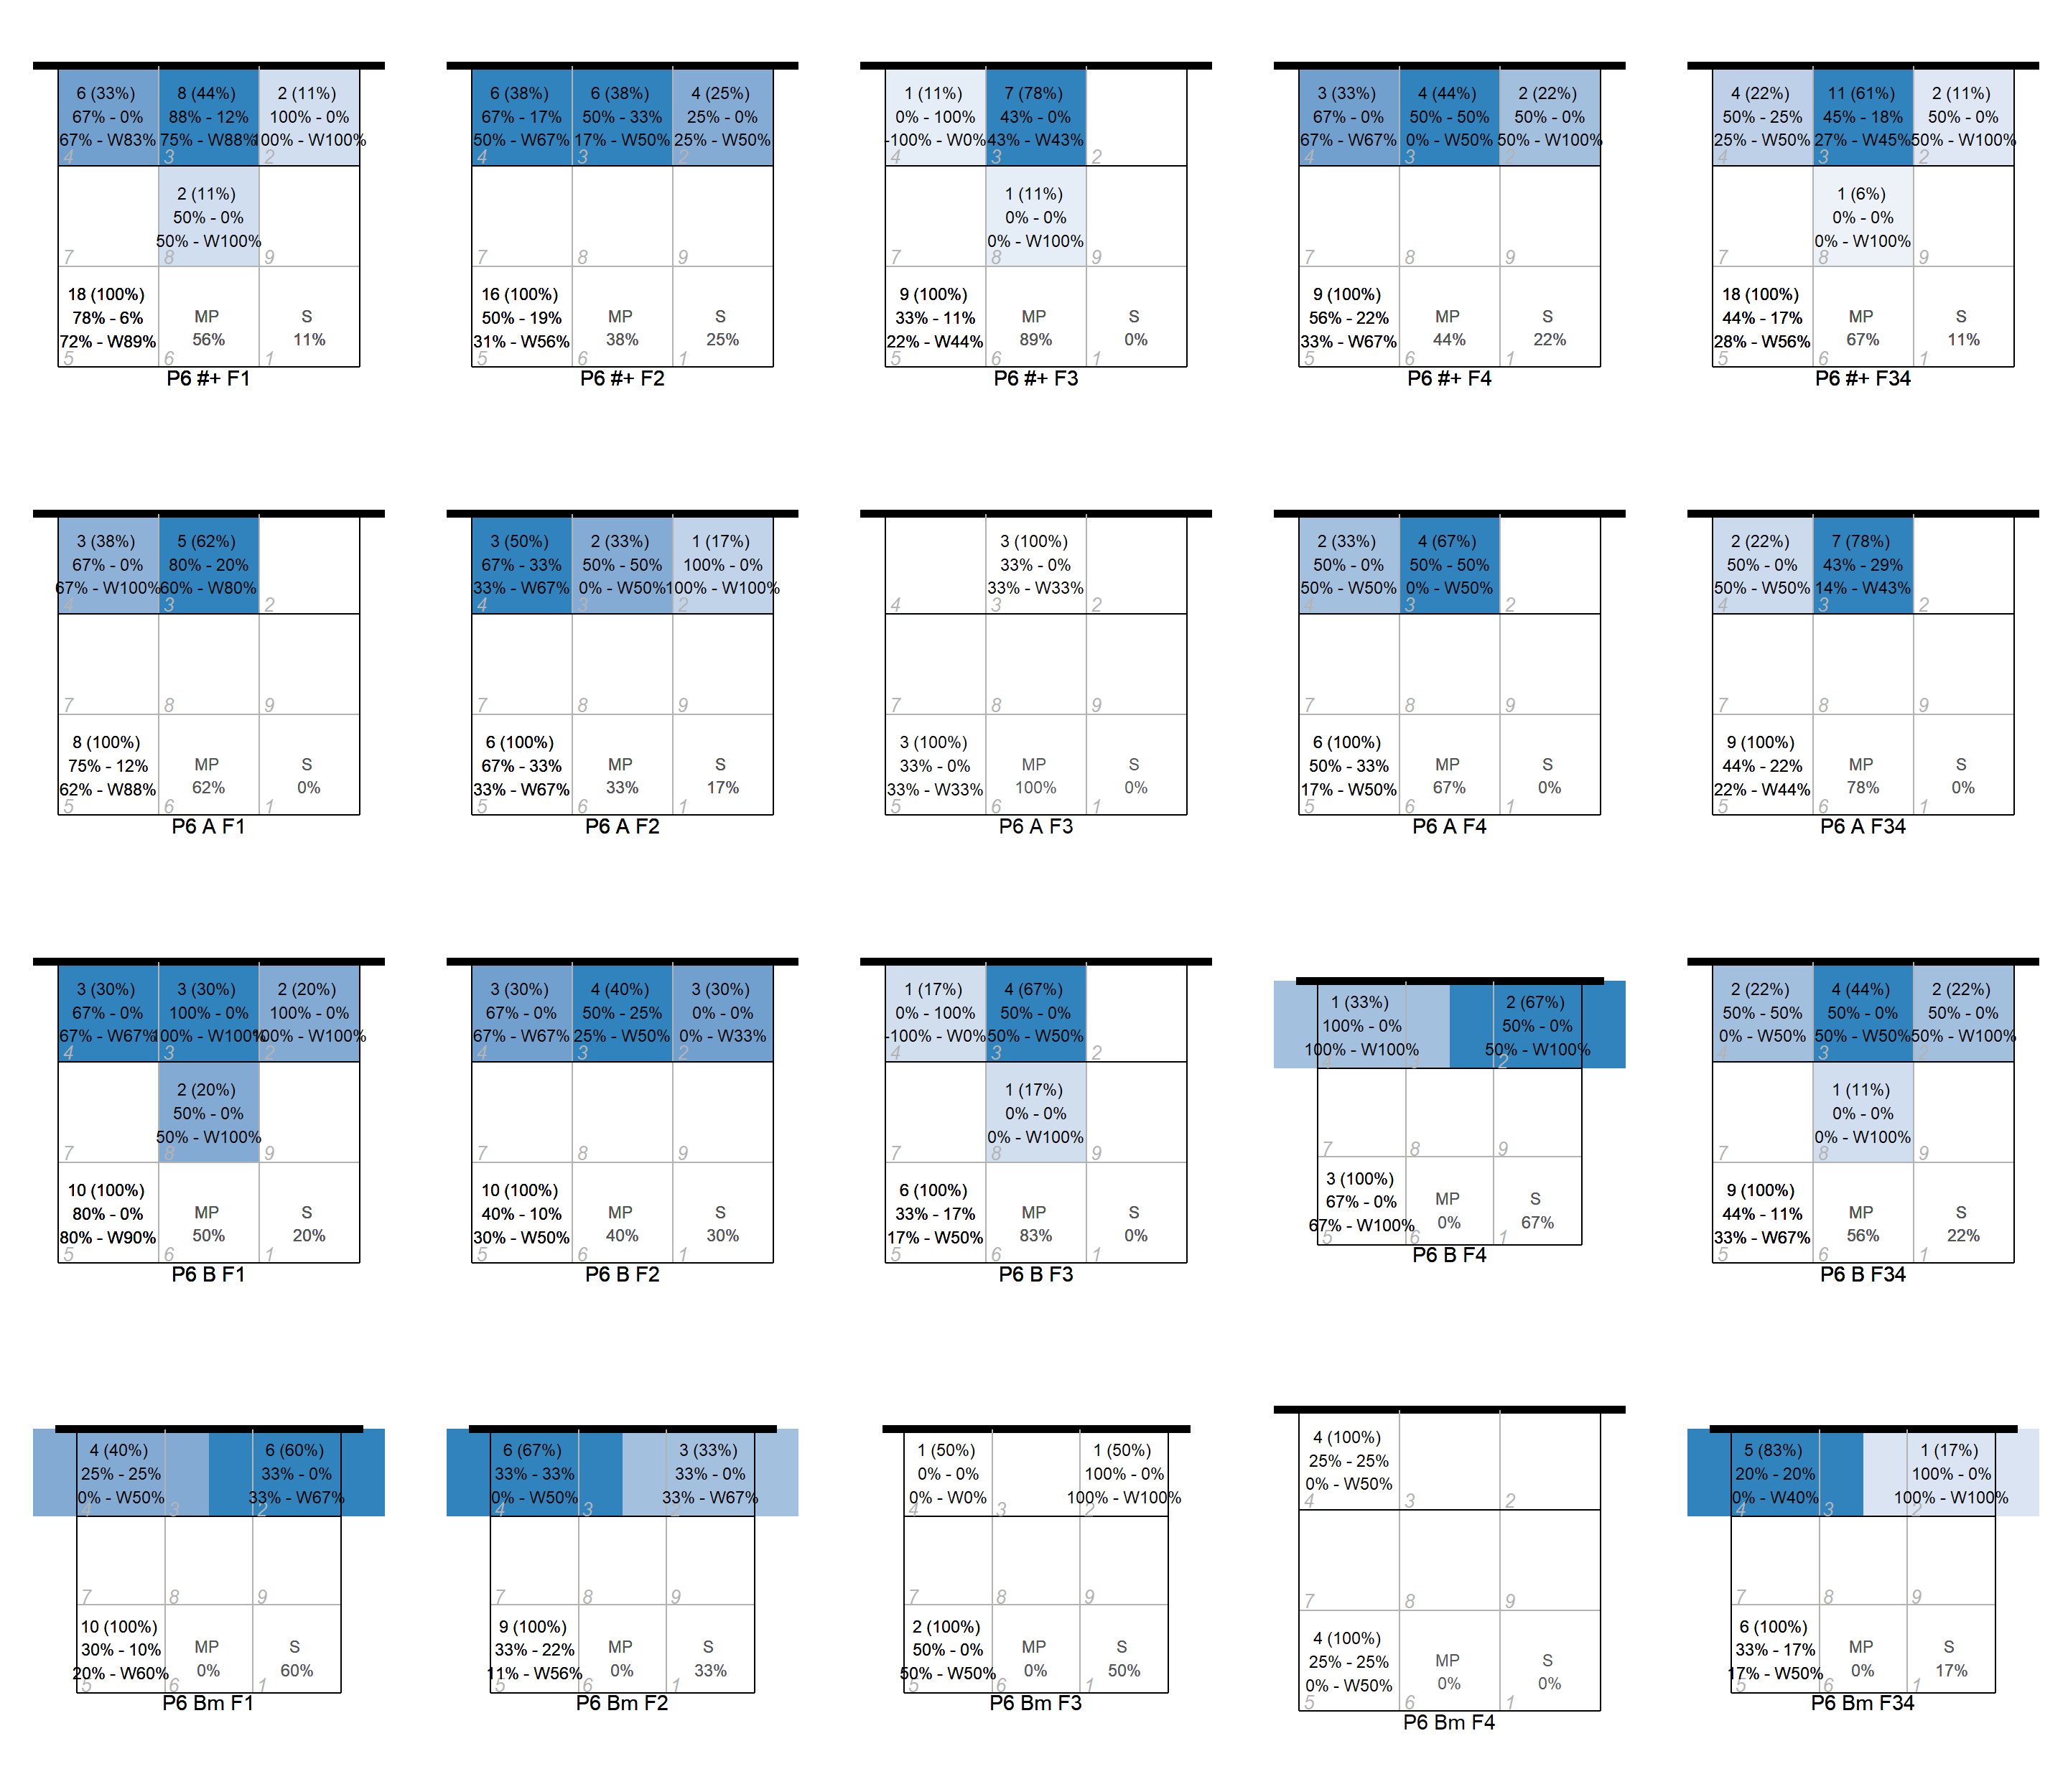 6 (33%) 8 (44%) 2 (11%)
67% - 0% 88% - 12% 100% - 0%
67% - W83% 75% - W88% 100% - W100%
4 3 2
2 (11%)
50% - 0%
50% - W100%
7 8 9
18 (100%)
78% - 6% MP S
72% - W89% 56% 11%
5 6 1
P6 #+ F1
6 (38%) 6 (38%) 4 (25%)
67% - 17% 50% - 33% 25% - 0%
50% - W67% 17% - W50% 25% - W50%
4 3 2
7 8 9
16 (100%)
50% - 19% MP S
31% - W56% 38% 25%
5 6 1
P6 #+ F2
1 (11%) 7 (78%)
0% - 100% 43% - 0%
-100% - W0% 43% - W43%
4 3 2
1 (11%)
0% - 0%
0% - W100%
7 8 9
9 (100%)
33% - 11% MP S
22% - W44% 89% 0%
5 6 1
P6 #+ F3
3 (33%) 4 (44%) 2 (22%)
67% - 0% 50% - 50% 50% - 0%
67% - W67% 0% - W50% 50% - W100%
4 3 2
7 8 9
9 (100%)
56% - 22% MP S
33% - W67% 44% 22%
5 6 1
P6 #+ F4
4 (22%) 11 (61%) 2 (11%)
50% - 25% 45% - 18% 50% - 0%
25% - W50% 27% - W45% 50% - W100%
4 3 2
1 (6%)
0% - 0%
0% - W100%
7 8 9
18 (100%)
44% - 17% MP S
28% - W56% 67% 11%
5 6 1
P6 #+ F34
3 (38%) 5 (62%)
67% - 0% 80% - 20%
67% - W100% 60% - W80%
4 3 2
7 8 9
8 (100%)
75% - 12% MP S
62% - W88% 62% 0%
5 6 1
P6 A F1
3 (50%) 2 (33%) 1 (17%)
67% - 33% 50% - 50% 100% - 0%
33% - W67% 0% - W50% 100% - W100%
4 3 2
7 8 9
6 (100%)
67% - 33% MP S
33% - W67% 33% 17%
5 6 1
P6 A F2
3 (100%)
33% - 0%
33% - W33%
4 3 2
7 8 9
3 (100%)
33% - 0% MP S
33% - W33% 100% 0%
5 6 1
P6 A F3
2 (33%) 4 (67%)
50% - 0% 50% - 50%
50% - W50% 0% - W50%
4 3 2
7 8 9
6 (100%)
50% - 33% MP S
17% - W50% 67% 0%
5 6 1
P6 A F4
2 (22%) 7 (78%)
50% - 0% 43% - 29%
50% - W50% 14% - W43%
4 3 2
7 8 9
9 (100%)
44% - 22% MP S
22% - W44% 78% 0%
5 6 1
P6 A F34
3 (30%) 3 (30%) 2 (20%)
67% - 0% 100% - 0% 100% - 0%
67% - W67% 100% - W100% 100% - W100%
4 3 2
2 (20%)
50% - 0%
50% - W100%
7 8 9
10 (100%)
80% - 0% MP S
80% - W90% 50% 20%
5 6 1
P6 B F1
3 (30%) 4 (40%) 3 (30%)
67% - 0% 50% - 25% 0% - 0%
67% - W67% 25% - W50% 0% - W33%
4 3 2
7 8 9
10 (100%)
40% - 10% MP S
30% - W50% 40% 30%
5 6 1
P6 B F2
1 (17%) 4 (67%)
0% - 100% 50% - 0%
-100% - W0% 50% - W50%
4 3 2
1 (17%)
0% - 0%
0% - W100%
7 8 9
6 (100%)
33% - 17% MP S
17% - W50% 83% 0%
5 6 1
P6 B F3
1 (33%) 2 (67%)
100% - 0% 50% - 0%
100% - W100% 50% - W100%
2
7 8 9
3 (100%)
67% - 0% MP S
67% - W100% 0% 67%
5 6 1
P6 B F4
2 (22%) 4 (44%) 2 (22%)
50% - 50% 50% - 0% 50% - 0%
0% - W50% 50% - W50% 50% - W100%
4 3 2
1 (11%)
0% - 0%
0% - W100%
7 8 9
9 (100%)
44% - 11% MP S
33% - W67% 56% 22%
5 6 1
P6 B F34
4 (40%) 6 (60%)
25% - 25% 33% - 0%
0% - W50% 33% - W67%
4 3 2
7 8 9
10 (100%)
30% - 10% MP S
20% - W60% 0% 60%
5 6 1
P6 Bm F1
6 (67%) 3 (33%)
33% - 33% 33% - 0%
0% - W50% 33% - W67%
4 3 2
7 8 9
9 (100%)
33% - 22% MP S
11% - W56% 0% 33%
5 6 1
P6 Bm F2
1 (50%) 1 (50%)
0% - 0% 100% - 0%
0% - W0% 100% - W100%
4 3 2
7 8 9
2 (100%)
50% - 0% MP S
50% - W50% 0% 50%
5 6 1
P6 Bm F3
4 (100%)
25% - 25%
0% - W50%
4 3 2
7 8 9
4 (100%)
25% - 25% MP S
0% - W50% 0% 0%
5 6 1
P6 Bm F4
5 (83%) 1 (17%)
20% - 20% 100% - 0%
0% - W40% 100% - W100%
4 3 2
7 8 9
6 (100%)
33% - 17% MP S
17% - W50% 0% 17%
5 6 1
P6 Bm F34